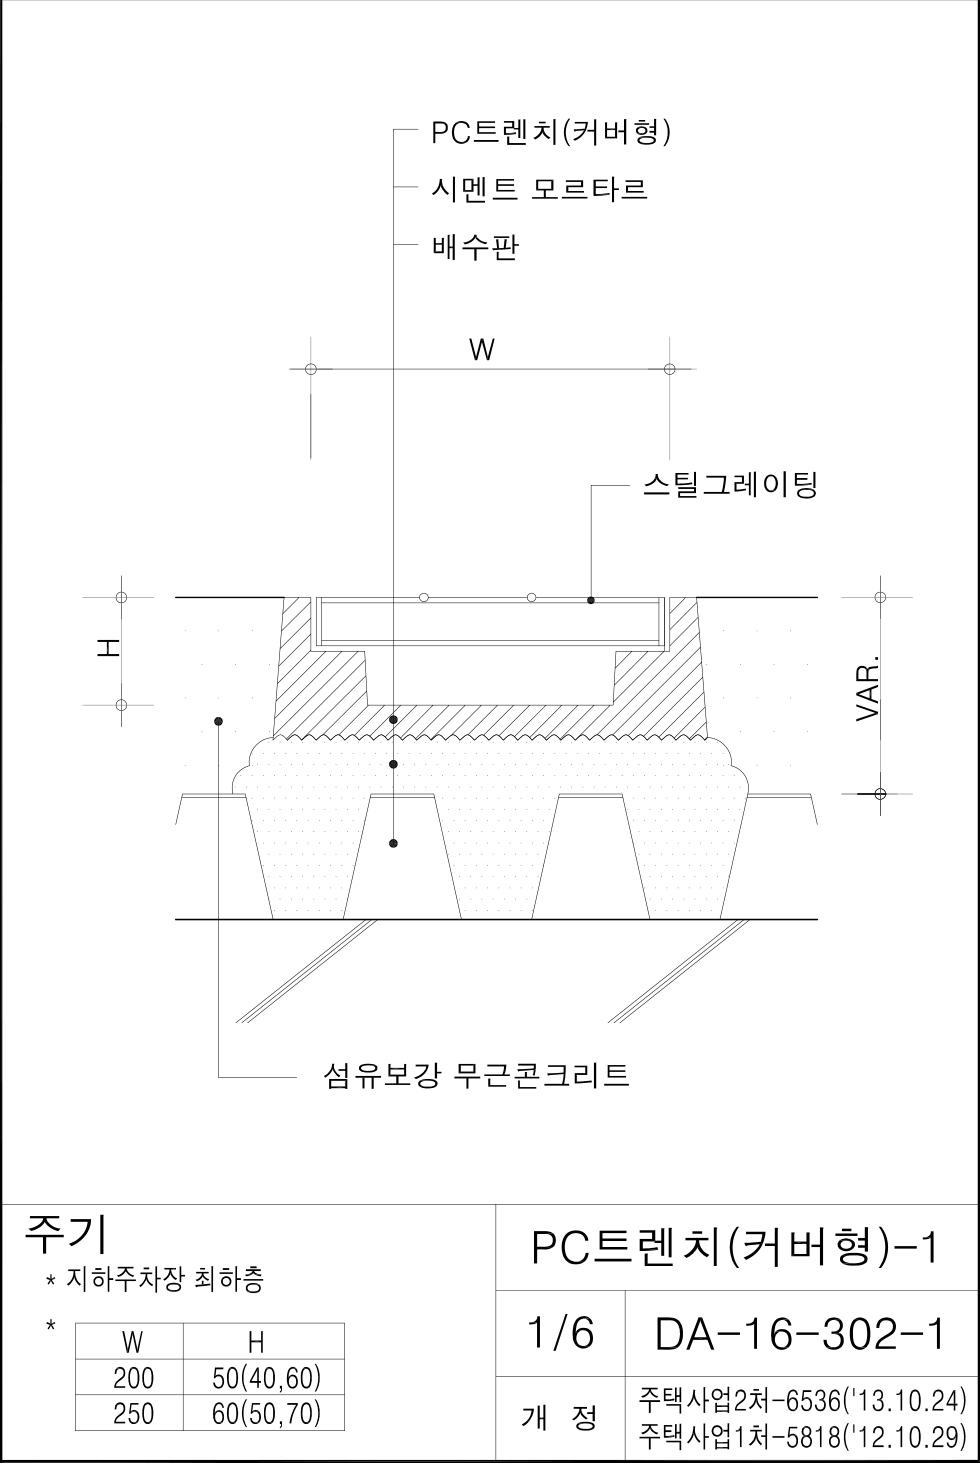 PC트렌치(커버형)
시멘트 모르타르
배수판
W
스틸그레이팅
H
VAR.
섬유보강 무근콘크리트
주기
* 지하주차장 최하층
*
W H
200 50(40,60)
250 60(50,70)
PC트렌치(커버형)-1
1/6 DA-16-302-1
개 정
주택사업2처-6536('13.10.24)
주택사업1처-5818('12.10.29)